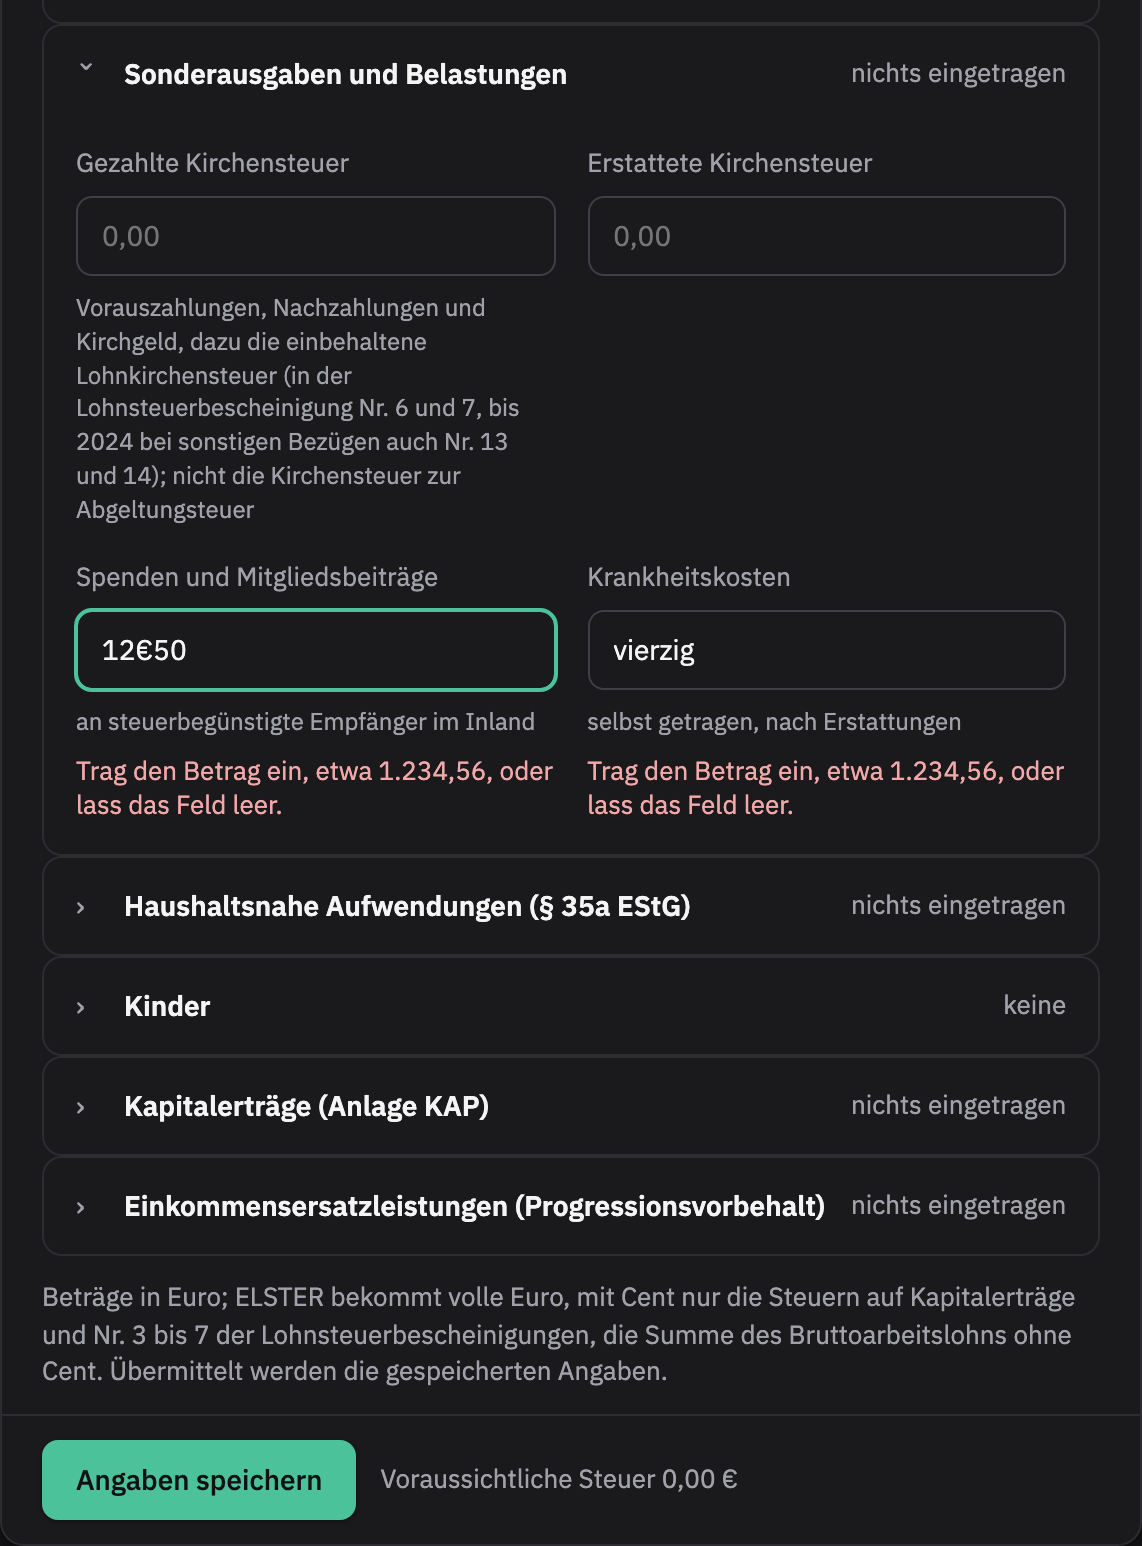 Sonderausgaben und Belastungen nichts eingetragen
Gezahlte Kirchensteuer Erstattete Kirchensteuer
0,00 0,00
Vorauszahlungen, Nachzahlungen und
Kirchgeld, dazu die einbehaltene
Lohnkirchensteuer (in der
Lohnsteuerbescheinigung Nr. 6 und 7, bis
2024 bei sonstigen Bezügen auch Nr. 13
und 14); nicht die Kirchensteuer zur
Abgeltungsteuer
Spenden und Mitgliedsbeiträge Krankheitskosten
12€50 vierzig
an steuerbegünstigte Empfänger im Inland selbst getragen, nach Erstattungen
Trag den Betrag ein, etwa 1.234,56, oder Trag den Betrag ein, etwa 1.234,56, oder
lass das Feld leer. lass das Feld leer.
Haushaltsnahe Aufwendungen (§ 35a EStG) nichts eingetragen
Kinder keine
Kapitalerträge (Anlage KAP) nichts eingetragen
Einkommensersatzleistungen (Progressionsvorbehalt) nichts eingetragen
Beträge in Euro; ELSTER bekommt volle Euro, mit Cent nur die Steuern auf Kapitalerträge
und Nr. 3 bis 7 der Lohnsteuerbescheinigungen, die Summe des Bruttoarbeitslohns ohne
Cent. Übermittelt werden die gespeicherten Angaben.
Angaben speichern Voraussichtliche Steuer 0,00 €